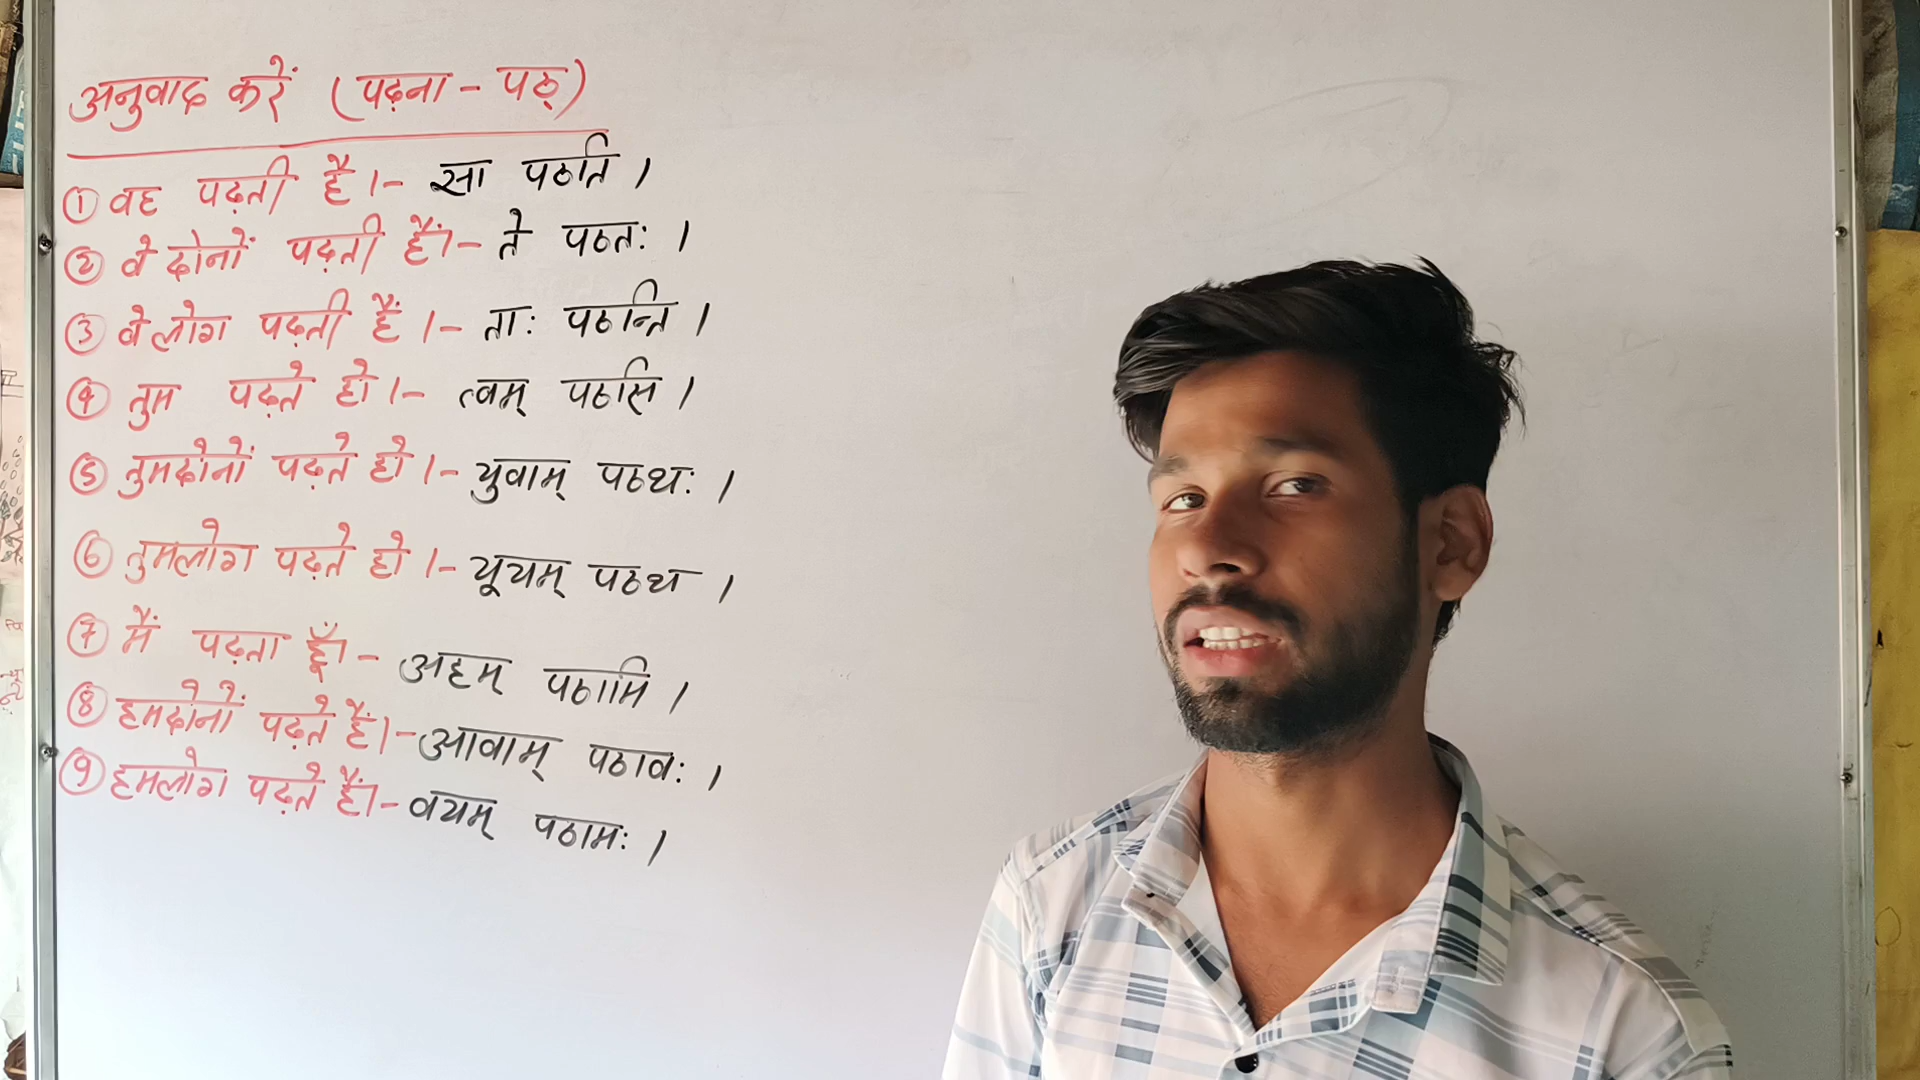 अनुवाद करें (पढ़ना - पठ्)
① वह पढ़ती है।- सा पठति।
② वे दोनों पढ़ती हैं।- ते पठतः।
③ वे लोग पढ़ती हैं।- ताः पठन्ति।
④ तुम पढ़ते हो।- त्वम् पठसि।
⑤ तुमदोनों पढ़ते हो।- युवाम् पठथः।
⑥ तुमलोग पढ़ते हो।- यूयम् पठथ।
⑦ मैं पढ़ता हूँ।- अहम् पठामि।
⑧ हमदोनों पढ़ते हैं।- आवाम् पठावः।
⑨ हमलोग पढ़ते हैं।- वयम् पठामः।